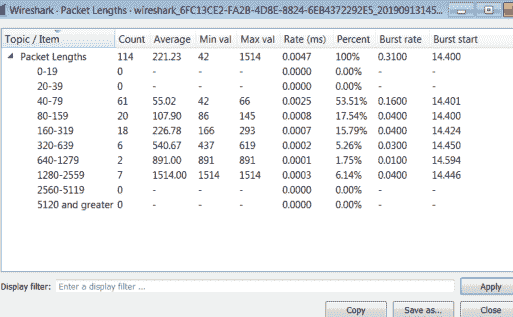 Wireshark · Packet Lengths · wireshark_6FC13CE2-FA2B-4D8E-8824-6EB4372292E5_20190913145...
Topic / Item Count Average Min val Max val Rate (ms) Percent Burst rate Burst start
Packet Lengths 114 221.23 42 1514 0.0047 100% 0.3100 14.400
0-19 0 - - - 0.0000 0.00% - -
20-39 0 - - - 0.0000 0.00% - -
40-79 61 55.02 42 66 0.0025 53.51% 0.1600 14.401
80-159 20 107.90 86 145 0.0008 17.54% 0.0400 14.400
160-319 18 226.78 166 293 0.0007 15.79% 0.0400 14.424
320-639 6 540.67 437 619 0.0002 5.26% 0.0300 14.450
640-1279 2 891.00 891 891 0.0001 1.75% 0.0100 14.594
1280-2559 7 1514.00 1514 1514 0.0003 6.14% 0.0400 14.446
2560-5119 0 - - - 0.0000 0.00% - -
5120 and greater 0 - - - 0.0000 0.00% - -
Display filter: Enter a display filter ... Apply
Copy Save as... Close